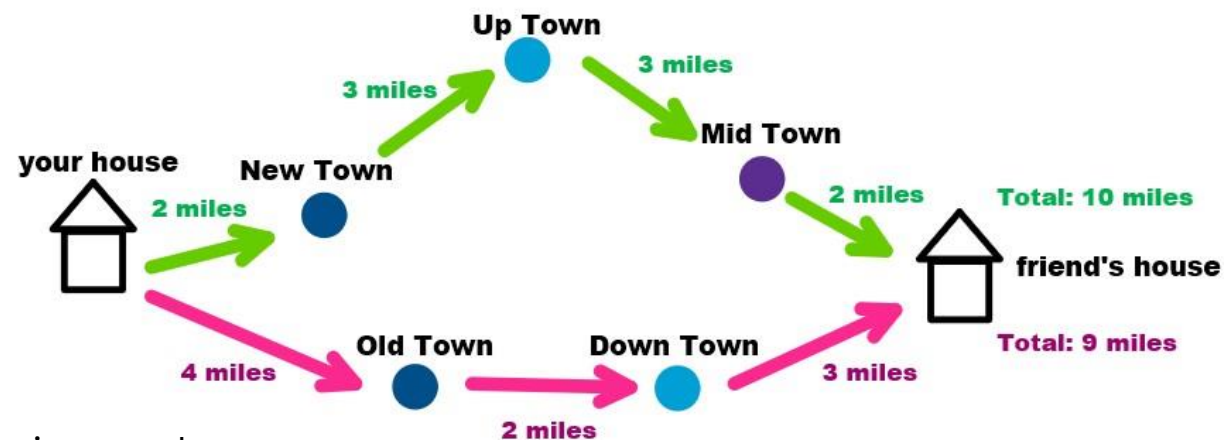 Up Town
3 miles
3 miles
Mid Town
your house
New Town
2 miles
2 miles
Total: 10 miles
friend's house
Old Town
Down Town
Total: 9 miles
4 miles
3 miles
2 miles